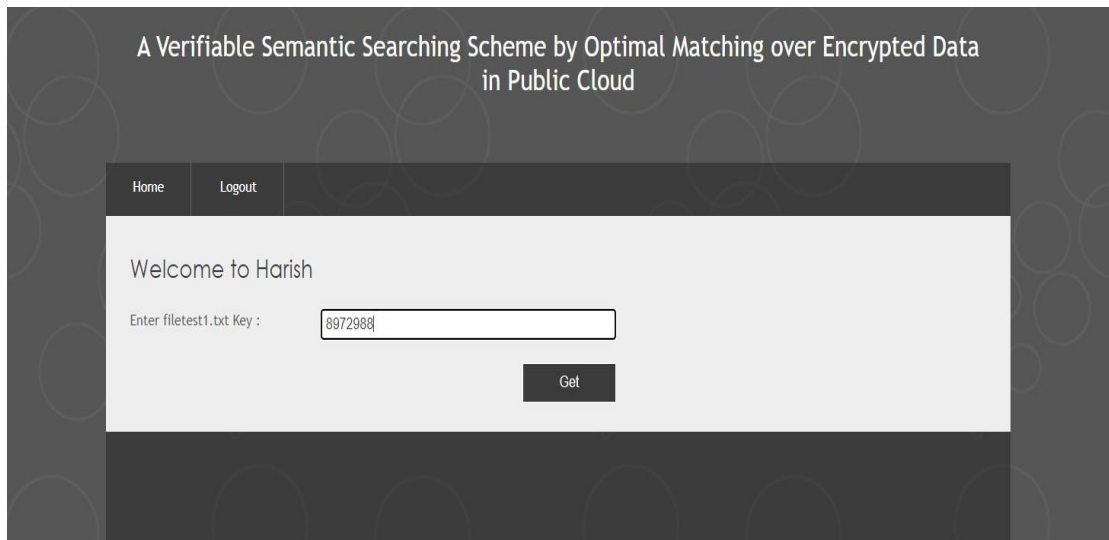 A Verifiable Semantic Searching Scheme by Optimal Matching over Encrypted Data
in Public Cloud
Home Logout
Welcome to Harish
Enter filetest1.txt Key : 8972988
Get